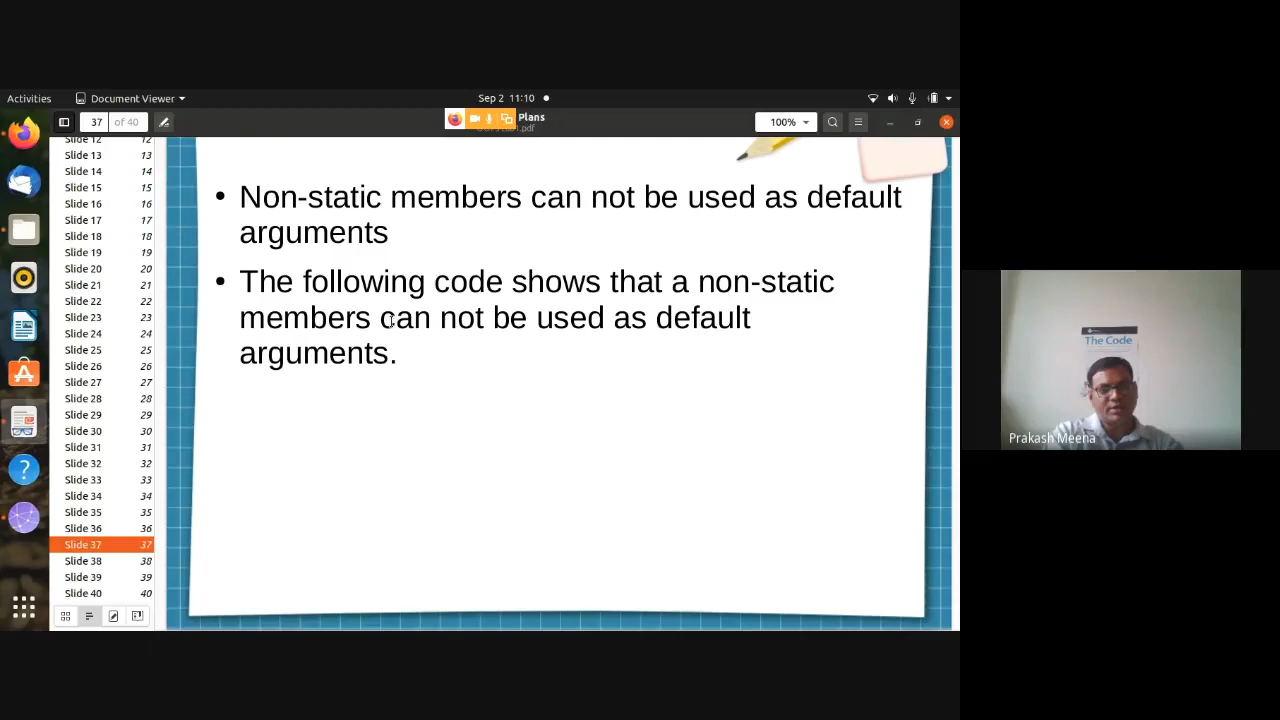 Activities Document Viewer Sep 2 11:10
37 of 40 Plans 100%
.pdf
Slide 12 12
Slide 13 13
Slide 14 14
Slide 15 15
Slide 16 16
Slide 17 17
Slide 18 18
Slide 19 19
Slide 20 20
Slide 21 21
Slide 22 22
Slide 23 23
Slide 24 24
Slide 25 25
Slide 26 26
Slide 27 27
Slide 28 28
Slide 29 29
Slide 30 30
Slide 31 31
Slide 32 32
Slide 33 33
Slide 34 34
Slide 35 35
Slide 36 36
Slide 37 37
Slide 38 38
Slide 39 39
Slide 40 40
• Non-static members can not be used as default
arguments
• The following code shows that a non-static
members can not be used as default
arguments.
The Code
Prakash Meena